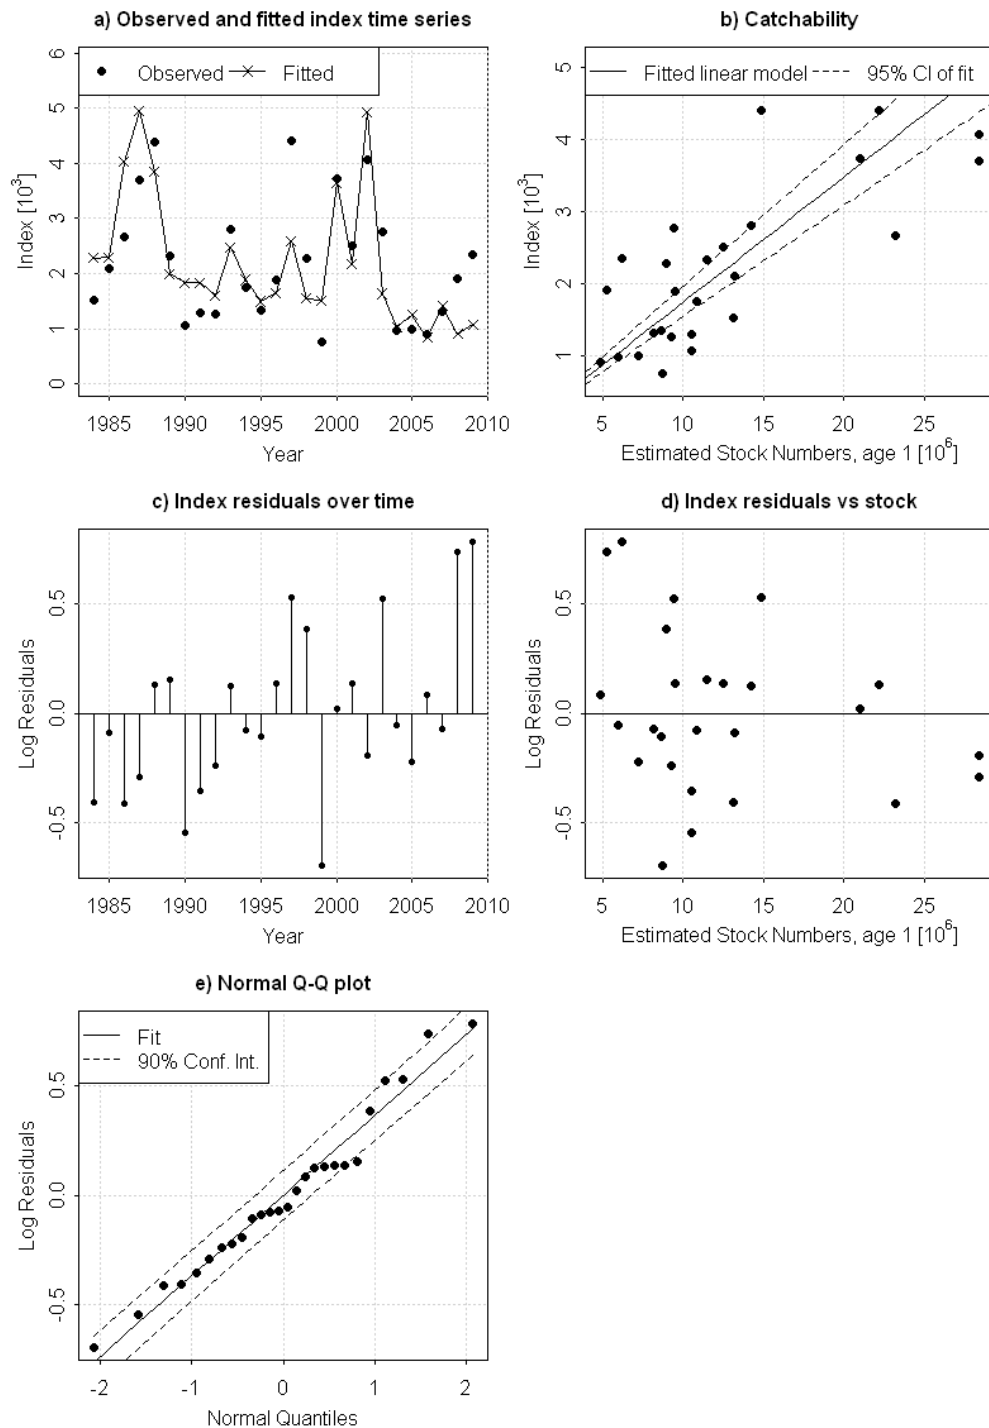 a) Observed and fitted index time series
Observed
Fitted
Index [10³]
6
5
4
3
2
1
0
1985 1990 1995 2000 2005 2010
Year
b) Catchability
Fitted linear model
95% CI of fit
Index [10³]
5
4
3
2
1
5 10 15 20 25
Estimated Stock Numbers, age 1 [10⁶]
c) Index residuals over time
Log Residuals
0.5
0.0
-0.5
1985 1990 1995 2000 2005 2010
Year
d) Index residuals vs stock
Log Residuals
0.5
0.0
-0.5
5 10 15 20 25
Estimated Stock Numbers, age 1 [10⁶]
e) Normal Q-Q plot
Fit
90% Conf. Int.
Log Residuals
0.5
0.0
-0.5
-2 -1 0 1 2
Normal Quantiles